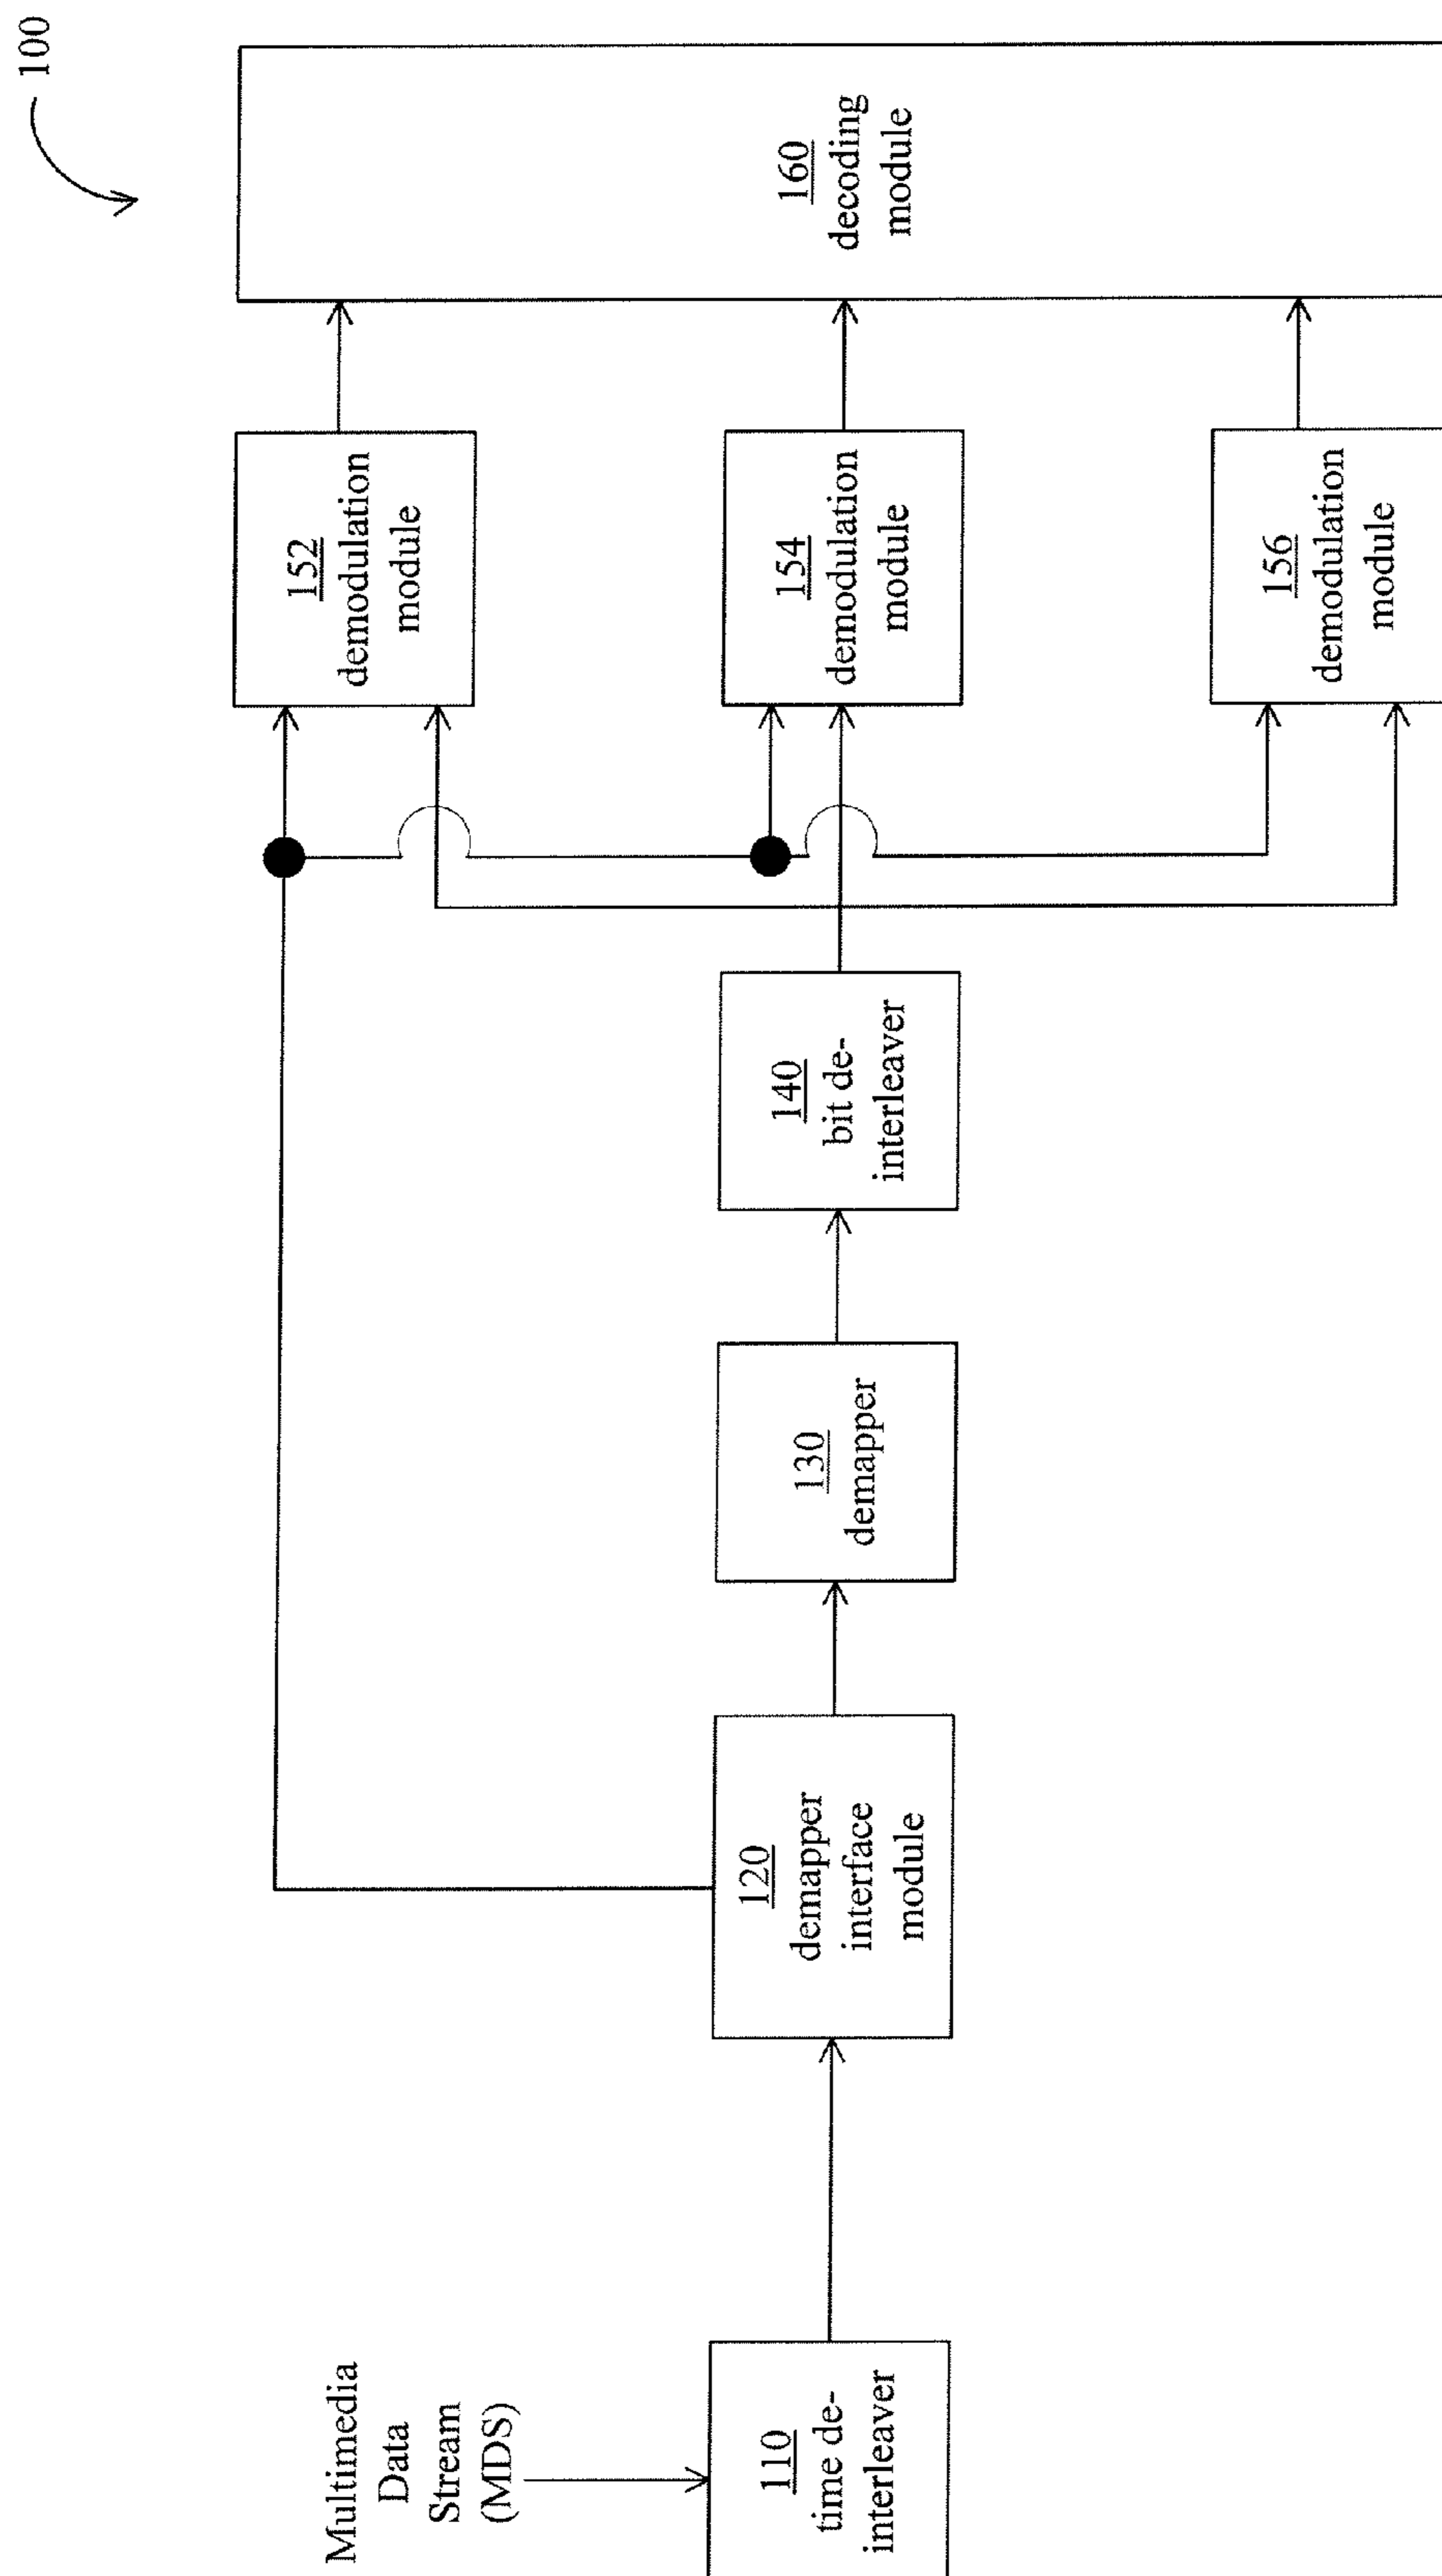 100
Multimedia
Data
Stream
(MDS)
110
time de-
interleaver
120
demapper
interface
module
130
demapper
140
bit de-
interleaver
152
demodulation
module
154
demodulation
module
156
demodulation
module
160
decoding
module